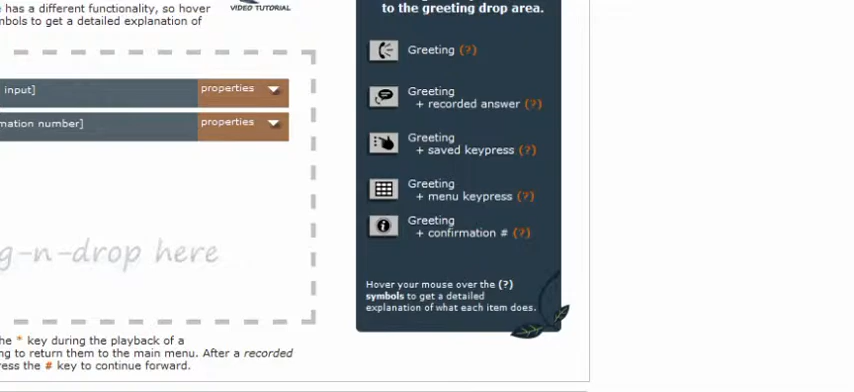 has a different functionality, so hover
mbols to get a detailed explanation of
VIDEO TUTORIAL
input]
properties
mation number]
properties
g-n-drop here
he * key during the playback of a
ng to return them to the main menu. After a recorded
ress the # key to continue forward.
to the greeting drop area.
Greeting (?)
Greeting
+ recorded answer (?)
Greeting
+ saved keypress (?)
Greeting
+ menu keypress (?)
Greeting
+ confirmation # (?)
Hover your mouse over the (?)
symbols to get a detailed
explanation of what each item does.